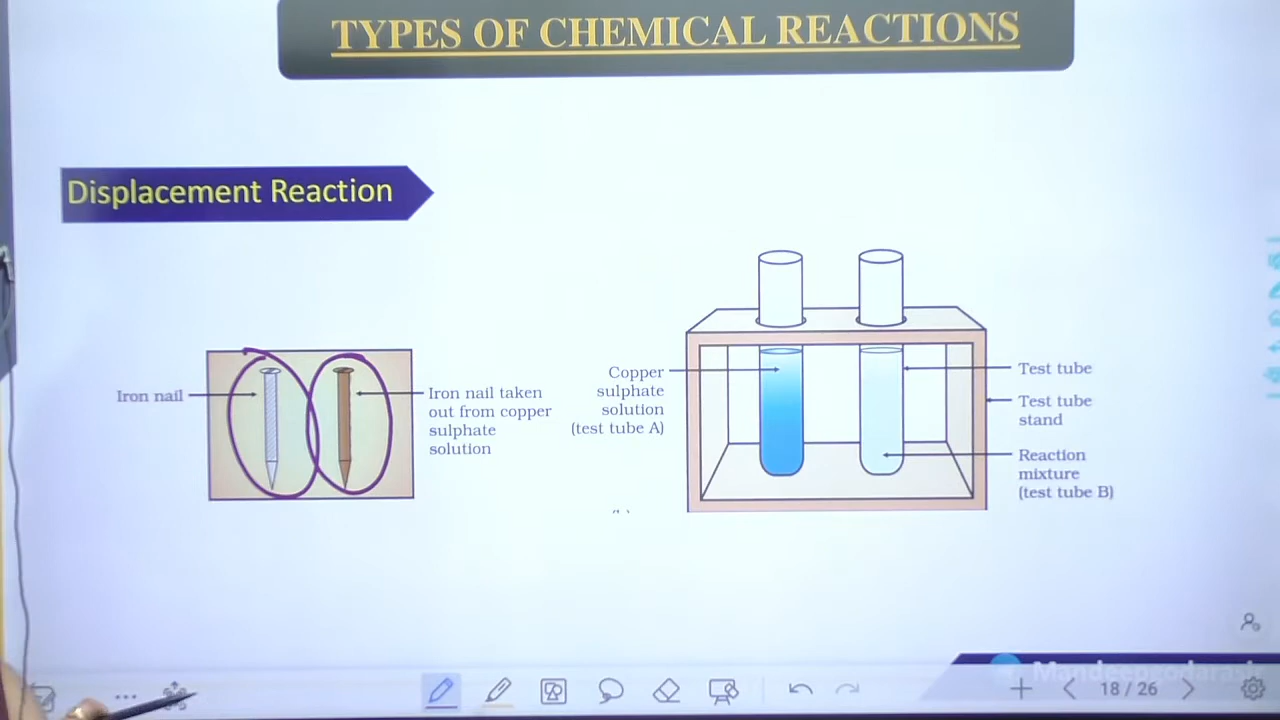 TYPES OF CHEMICAL REACTIONS
Displacement Reaction
Iron nail
Iron nail taken
out from copper
sulphate
solution
Copper
sulphate
solution
(test tube A)
Test tube
Test tube
stand
Reaction
mixture
(test tube B)
18 / 26